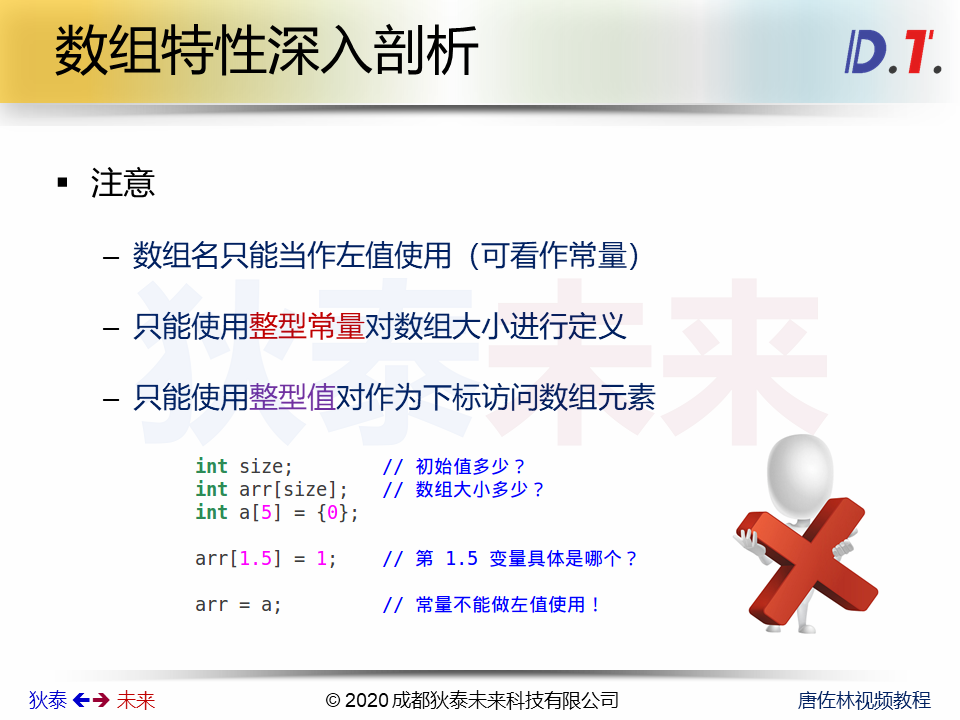 数组特性深入剖析
D.T.
注意
– 数组名只能当作左值使用（可看作常量）
– 只能使用整型常量对数组大小进行定义
– 只能使用整型值对作为下标访问数组元素
狄泰未来
int size; // 初始值多少？
int arr[size]; // 数组大小多少？
int a[5] = {0};
arr[1.5] = 1; // 第 1.5 变量具体是哪个？
arr = a; // 常量不能做左值使用！
狄泰 未来
© 2020 成都狄泰未来科技有限公司
唐佐林视频教程